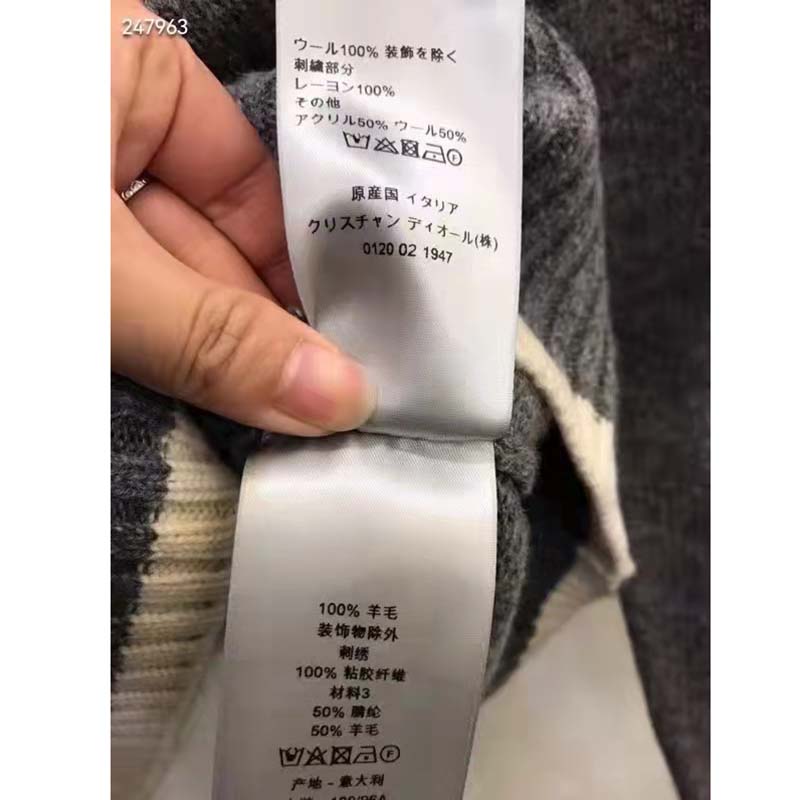 247963
ウール100% 装飾を除く
刺繍部分
レーヨン100%
その他
アクリル50% ウール50%
原産国 イタリア
クリスチャン ディオール(株)
0120 02 1947
100% 羊毛
装饰物除外
刺绣
100% 粘胶纤维
材料3
50% 腈纶
50% 羊毛
产地 - 意大利